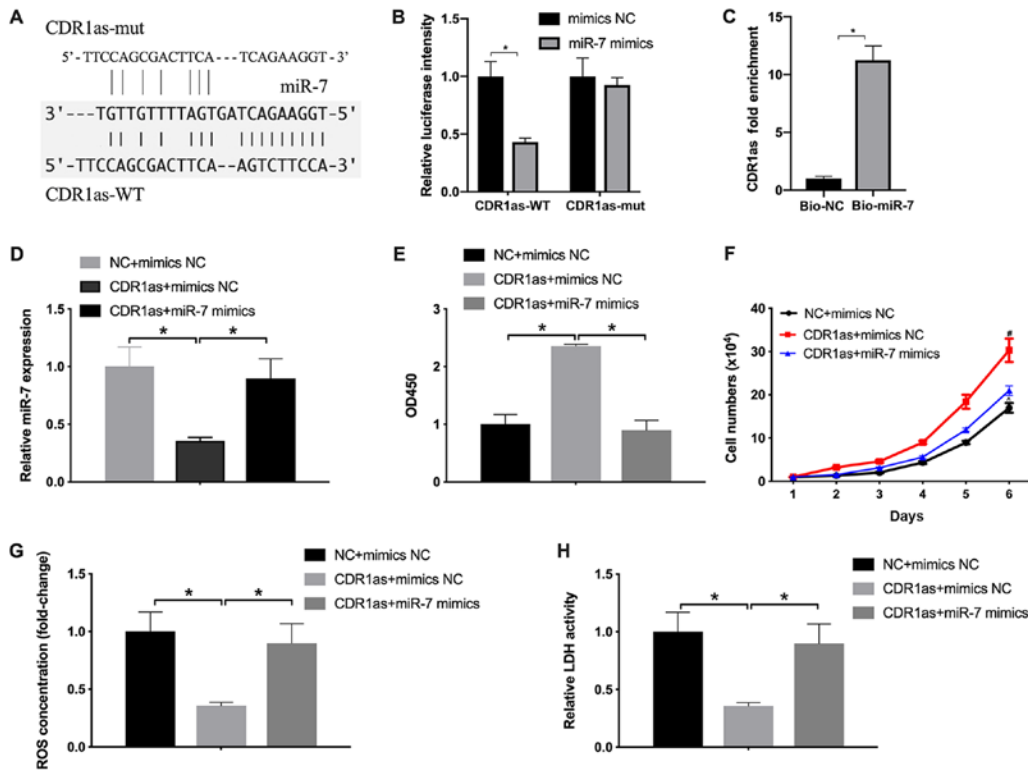 A
CDR1as-mut
5'-TTCCAGCGACTTCA---TCAGAAGGT-3'
miR-7
3'---TGTTGTTTTAGTGATCAGAAGGT-5'
5'-TTCCAGCGACTTCA--AGTCTTCCA-3'
CDR1as-WT
B
mimics NC
miR-7 mimics
Relative luciferase intensity
1.5
1.0
0.5
0.0
*
CDR1as-WT
CDR1as-mut
C
CDR1as fold enrichment
15
10
5
0
*
Bio-NC
Bio-miR-7
D
NC+mimics NC
CDR1as+mimics NC
CDR1as+miR-7 mimics
Relative miR-7 expression
1.5
1.0
0.5
0.0
* *
E
NC+mimics NC
CDR1as+mimics NC
CDR1as+miR-7 mimics
OD450
3
2
1
0
* *
F
NC+mimics NC
CDR1as+mimics NC
CDR1as+miR-7 mimics
Cell numbers (x10⁴)
40
30
20
10
0
#
1 2 3 4 5 6
Days
G
NC+mimics NC
CDR1as+mimics NC
CDR1as+miR-7 mimics
ROS concentration (fold-change)
1.5
1.0
0.5
0.0
* *
H
NC+mimics NC
CDR1as+mimics NC
CDR1as+miR-7 mimics
Relative LDH activity
1.5
1.0
0.5
0.0
* *